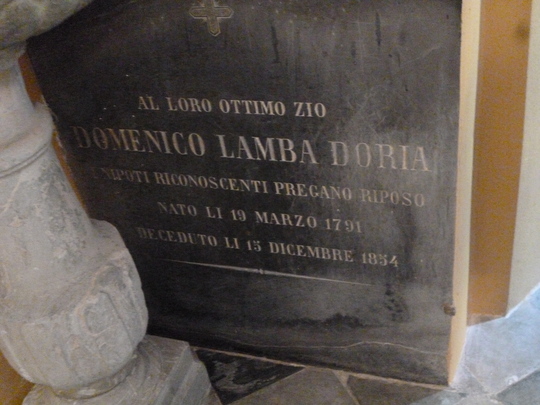 AL LORO OTTIMO ZIO
DOMENICO LAMBA DORIA
I NIPOTI RICONOSCENTI PREGANO RIPOSO
NATO LI 19 MARZO 1791
DECEDUTO LI 15 DICEMBRE 1854